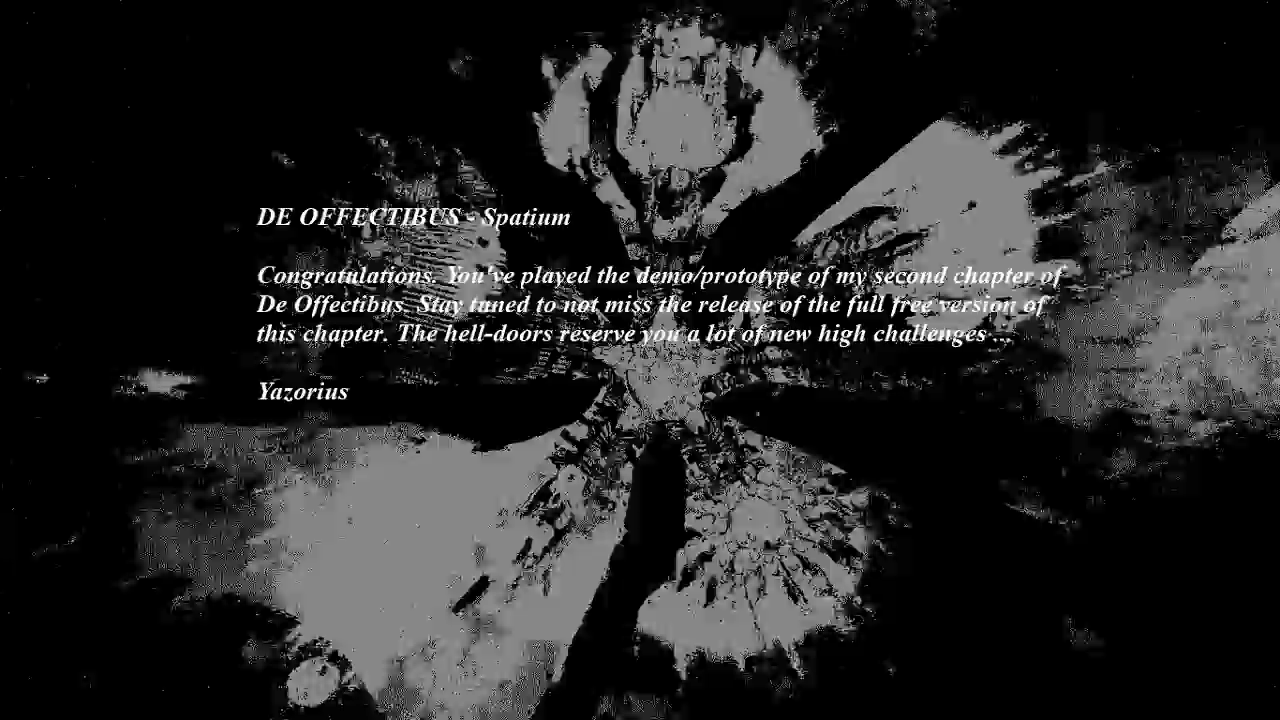 DE OFFECTIBUS - Spatium
Congratulations. You've played the demo/prototype of my second chapter of
De Offectibus. Stay tuned to not miss the release of the full free version of
this chapter. The hell-doors reserve you a lot of new high challenges ...
Yazorius